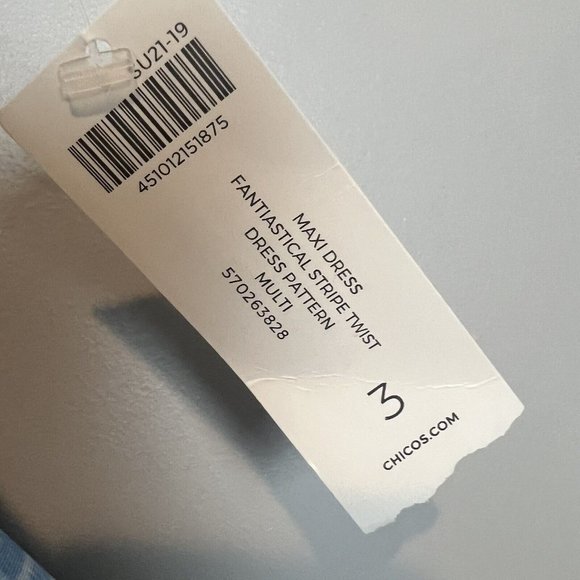 SU21-19
451012151875
MAXI DRESS
FANTIASTICAL STRIPE TWIST
DRESS PATTERN
MULTI
570263828
3
CHICOS.COM